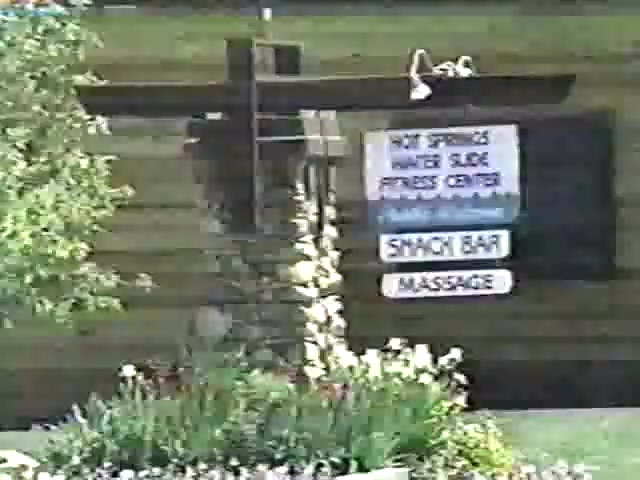 HOT SPRINGS
WATER SLIDE
FITNESS CENTER
SNACK BAR
MASSAGE